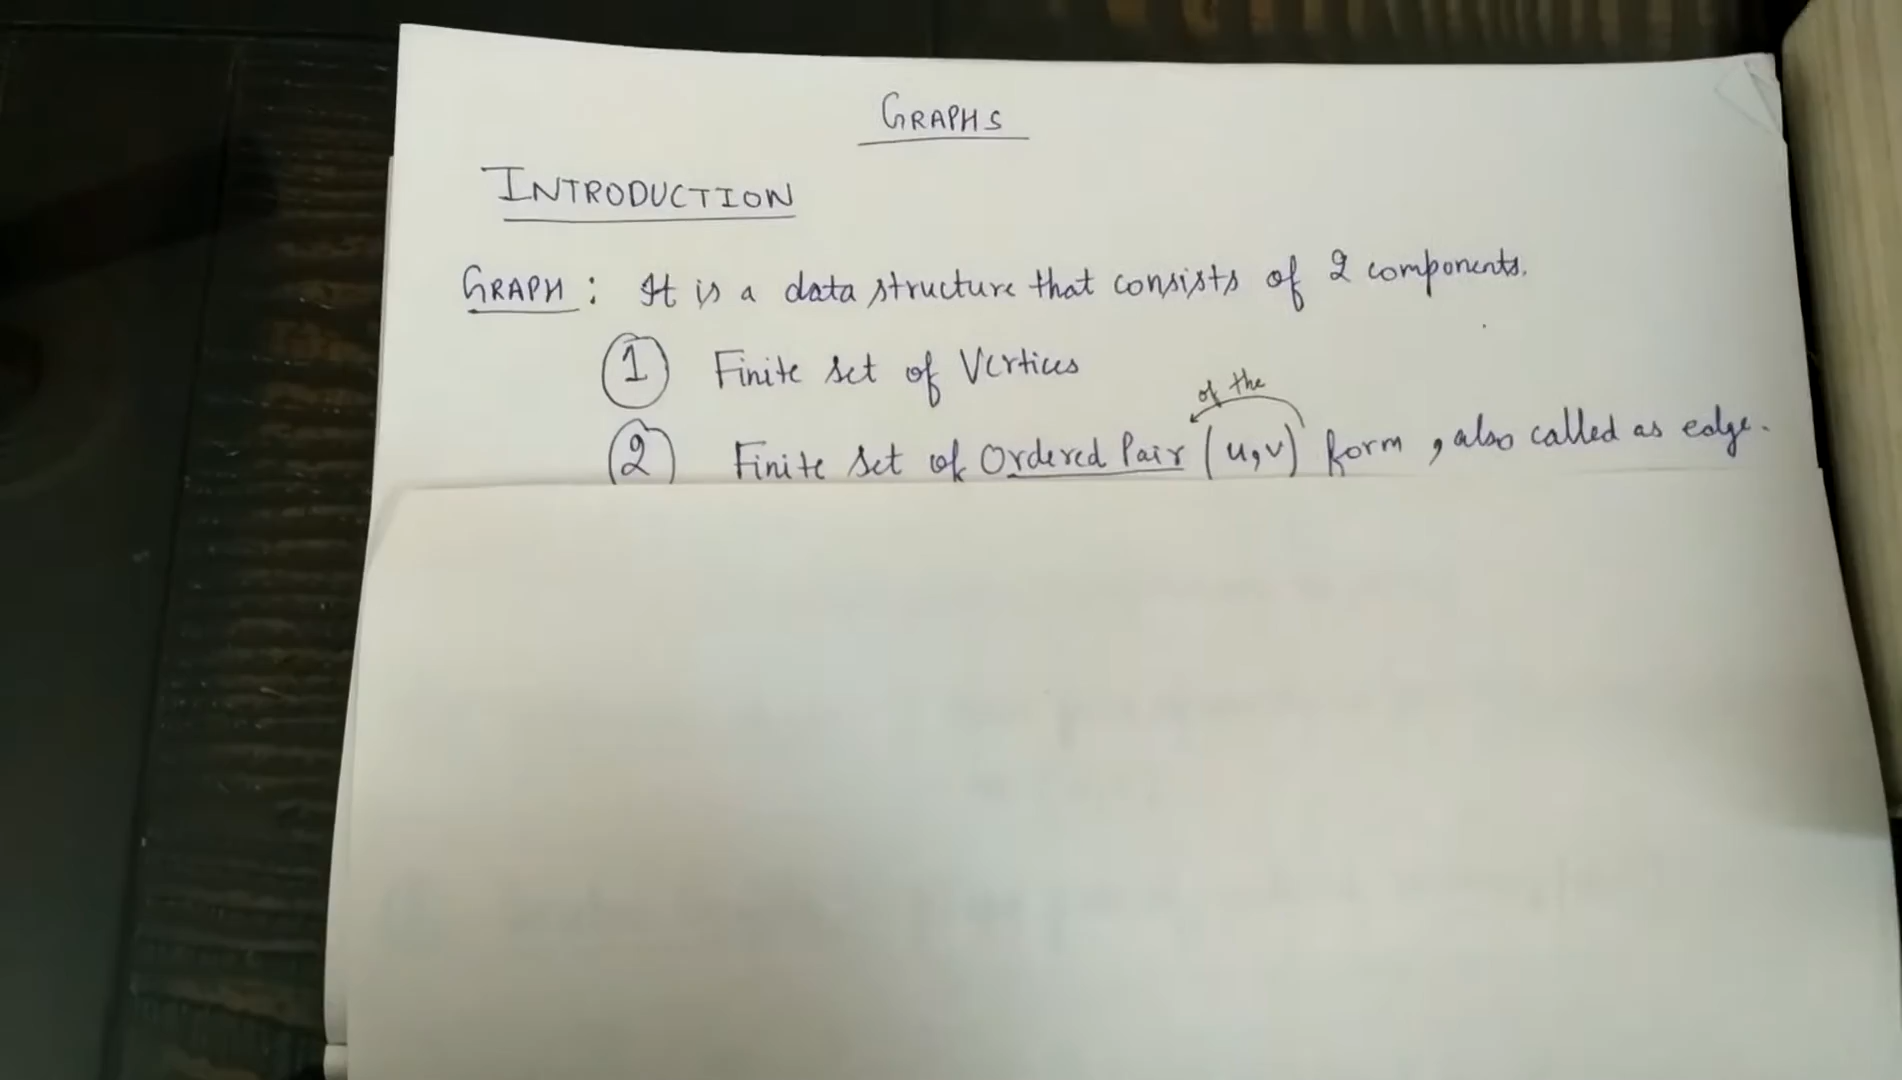 GRAPHS
INTRODUCTION
GRAPH : It is a data structure that consists of 2 components.
1 Finite set of Vertices
of the
2 Finite set of Ordered Pair (u,v) form, also called as edge.